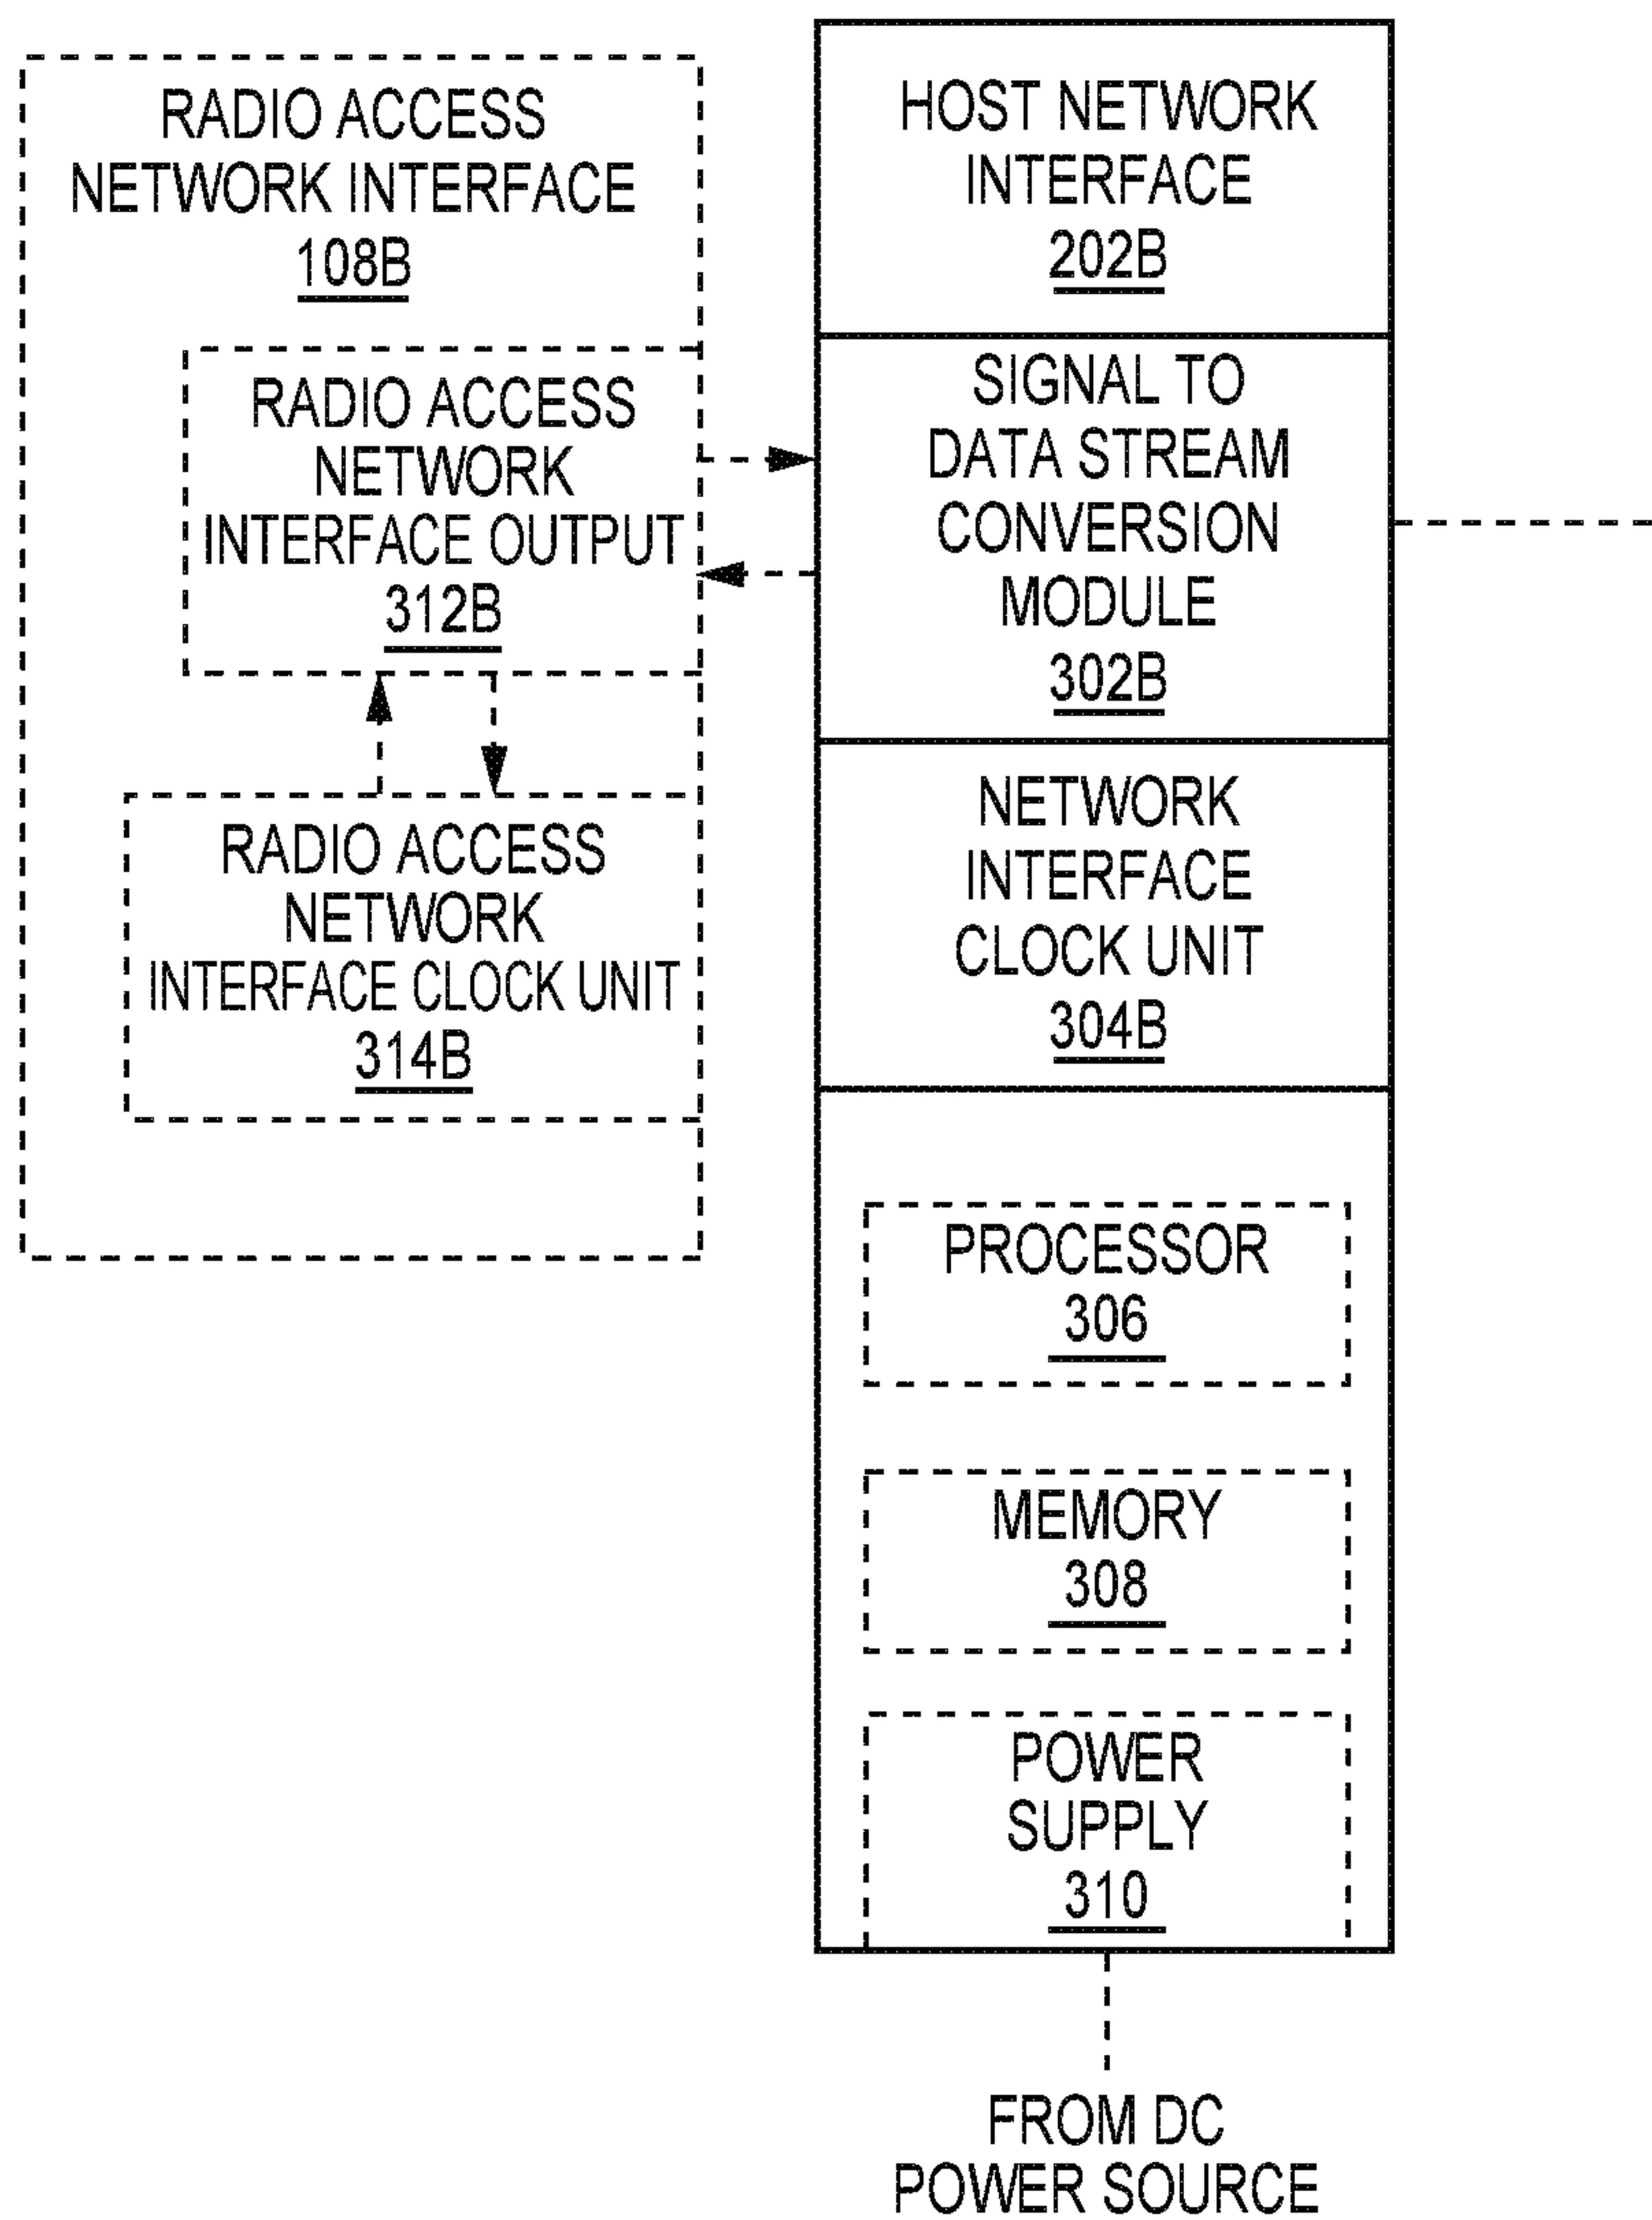 RADIO ACCESS
NETWORK INTERFACE
108B
RADIO ACCESS
NETWORK
INTERFACE OUTPUT
312B
RADIO ACCESS
NETWORK
INTERFACE CLOCK UNIT
314B
HOST NETWORK
INTERFACE
202B
SIGNAL TO
DATA STREAM
CONVERSION
MODULE
302B
NETWORK
INTERFACE
CLOCK UNIT
304B
PROCESSOR
306
MEMORY
308
POWER
SUPPLY
310
FROM DC
POWER SOURCE